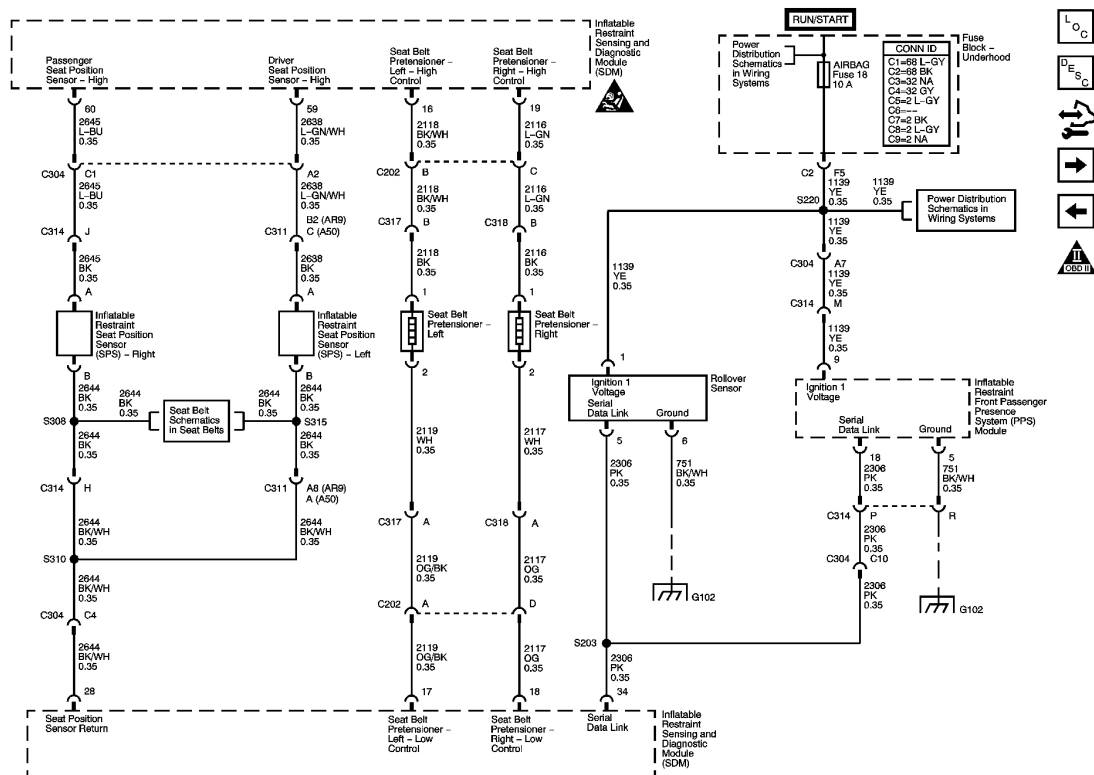 RUN/START
L
O
C
D
E
S
C
II
OBD II
Inflatable
Restraint
Sensing and
Diagnostic
Module
(SDM)
Passenger
Seat Position
Sensor – High
Driver
Seat Position
Sensor – High
Seat Belt
Pretensioner –
Left – High
Control
Seat Belt
Pretensioner –
Right – High
Control
Power
Distribution
Schematics
in Wiring
Systems
AIRBAG
Fuse 18
10 A
CONN ID
C1=68 L-GY
C2=68 BK
C3=32 NA
C4=32 GY
C5=2 L-GY
C6=--
C7=2 BK
C8=2 L-GY
C9=2 NA
Fuse
Block –
Underhood
60
2645
L-BU
0.35
59
2638
L-GN/WH
0.35
16
2118
BK/WH
0.35
19
2116
L-GN
0.35
C304 C1
A2
C202 B
C
C2 F5
2645
L-BU
0.35
2638
L-GN/WH
0.35
2118
BK/WH
0.35
2116
L-GN
0.35
1139
YE
0.35
1139
YE
0.35
S220
Power Distribution
Schematics in
Wiring Systems
C314 J
B2 (AR9)
C311 C (A50)
C317 B
C318 B
1139
YE
0.35
2645
BK
0.35
2638
BK
0.35
2118
BK
0.35
2116
BK
0.35
1139
YE
0.35
C304 A7
1139
YE
0.35
C314 M
1139
YE
0.35
A
A
1
1
Inflatable
Restraint
Seat Position
Sensor
(SPS) – Right
Inflatable
Restraint
Seat Position
Sensor
(SPS) – Left
Seat Belt
Pretensioner –
Left
Seat Belt
Pretensioner –
Right
1
9
B
B
2
2
Ignition 1
Voltage
Serial
Data Link
Ground
Rollover
Sensor
Ignition 1
Voltage
Serial
Data Link
Ground
Inflatable
Restraint
Front Passenger
Presence
System (PPS)
Module
2644
BK
0.35
2644
BK
0.35
2644
BK
0.35
2644
BK
0.35
S308
Seat Belt
Schematics
in Seat Belts
S315
2644
BK
0.35
2644
BK
0.35
2119
WH
0.35
2117
WH
0.35
5
6
2306
PK
0.35
751
BK/WH
0.35
18
5
2306
PK
0.35
751
BK/WH
0.35
C314 H
C311 A8 (AR9)
A (A50)
C317 A
C318 A
C314 P
R
2644
BK/WH
0.35
2644
BK/WH
0.35
2306
PK
0.35
S310
2119
OG/BK
0.35
2117
OG
0.35
C304 C10
2644
BK/WH
0.35
2306
PK
0.35
G102
G102
C304 C4
C202 A
D
2644
BK/WH
0.35
2119
OG/BK
0.35
2117
OG
0.35
S203
2306
PK
0.35
28
17
18
34
Seat Position
Sensor Return
Seat Belt
Pretensioner –
Left – Low
Control
Seat Belt
Pretensioner –
Right – Low
Control
Serial
Data Link
Inflatable
Restraint
Sensing and
Diagnostic
Module
(SDM)